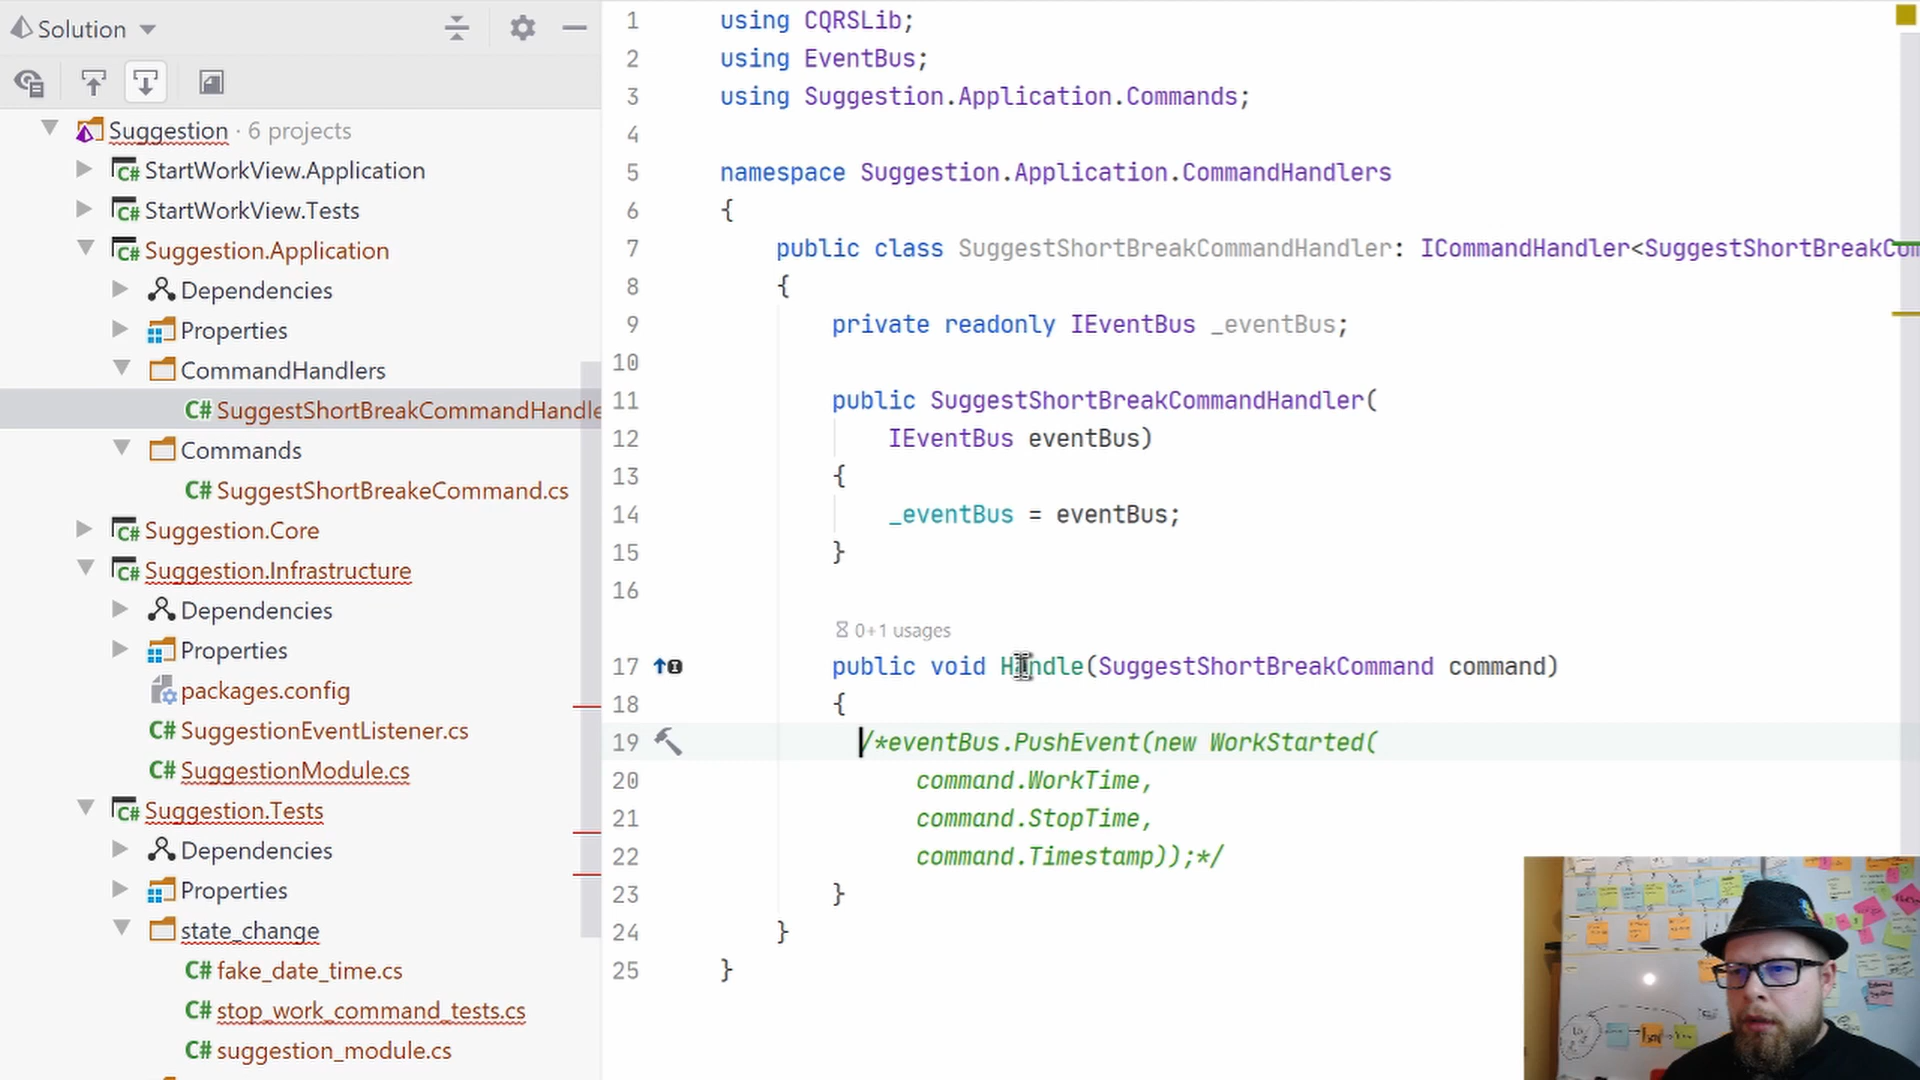 Solution
Suggestion · 6 projects
C# StartWorkView.Application
C# StartWorkView.Tests
C# Suggestion.Application
Dependencies
Properties
CommandHandlers
C# SuggestShortBreakCommandHandle
Commands
C# SuggestShortBreakeCommand.cs
C# Suggestion.Core
C# Suggestion.Infrastructure
Dependencies
Properties
packages.config
C# SuggestionEventListener.cs
C# SuggestionModule.cs
C# Suggestion.Tests
Dependencies
Properties
state_change
C# fake_date_time.cs
C# stop_work_command_tests.cs
C# suggestion_module.cs
1 using CQRSLib;
2 using EventBus;
3 using Suggestion.Application.Commands;
4
5 namespace Suggestion.Application.CommandHandlers
6 {
7 public class SuggestShortBreakCommandHandler: ICommandHandler<SuggestShortBreakCom
8 {
9 private readonly IEventBus _eventBus;
10
11 public SuggestShortBreakCommandHandler(
12 IEventBus eventBus)
13 {
14 _eventBus = eventBus;
15 }
16
0+1 usages
17 public void Handle(SuggestShortBreakCommand command)
18 {
19 /*eventBus.PushEvent(new WorkStarted(
20 command.WorkTime,
21 command.StopTime,
22 command.Timestamp));*/
23 }
24 }
25 }